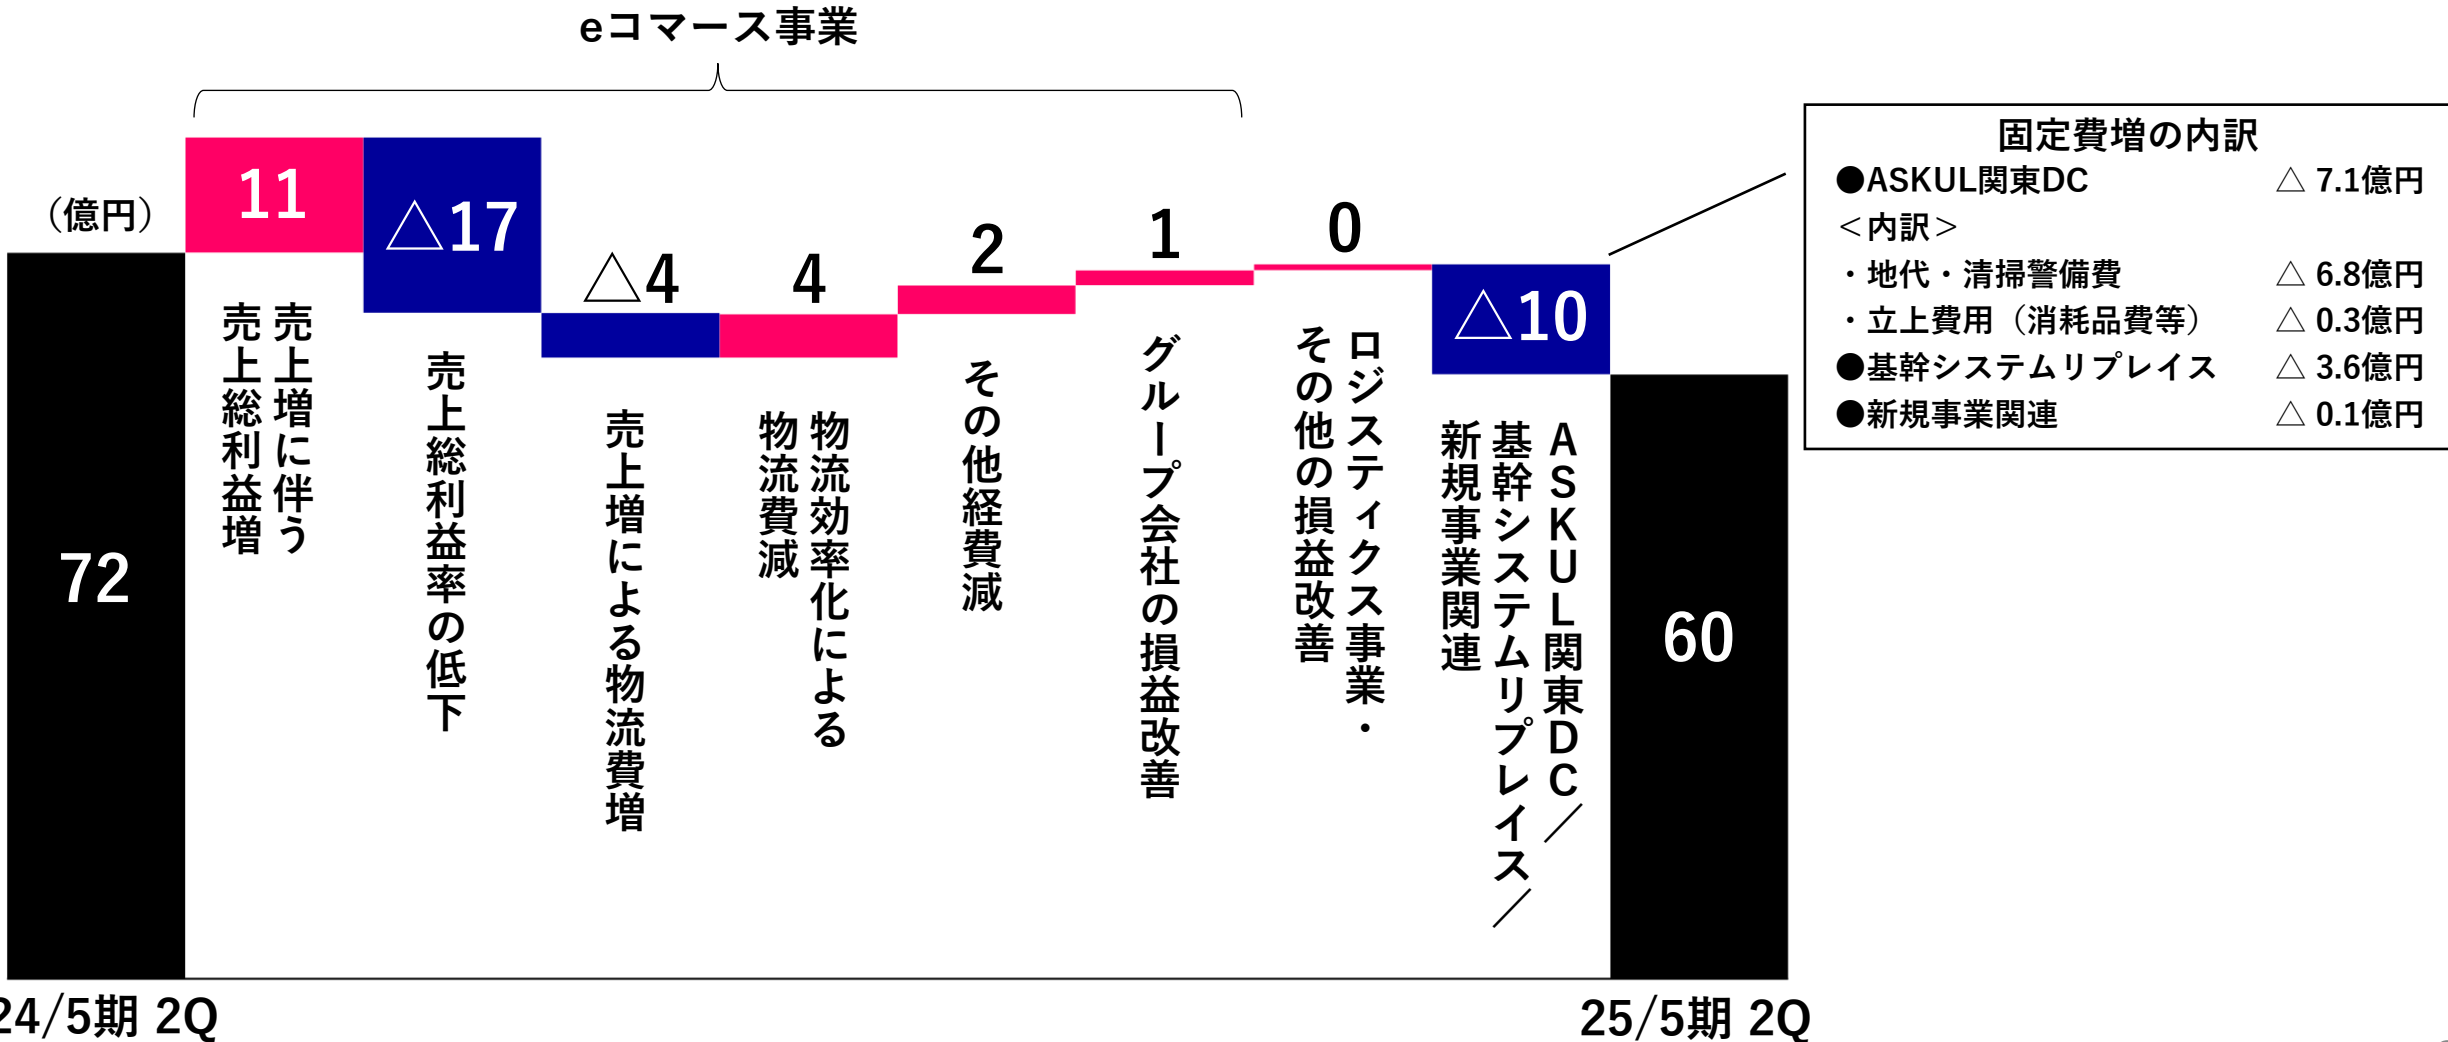 eコマース事業
（億円）
72
11
△17
△4
4
2
1
0
△10
60
売上増に伴う
売上総利益増
売上総利益率の低下
売上増による物流費増
物流効率化による
物流費減
その他経費減
グループ会社の損益改善
ロジスティクス事業・
その他の損益改善
ASKUL関東DC／
基幹システムリプレイス／
新規事業関連
固定費増の内訳
●ASKUL関東DC △ 7.1億円
＜内訳＞
・地代・清掃警備費 △ 6.8億円
・立上費用（消耗品費等） △ 0.3億円
●基幹システムリプレイス △ 3.6億円
●新規事業関連 △ 0.1億円
24/5期 2Q
25/5期 2Q